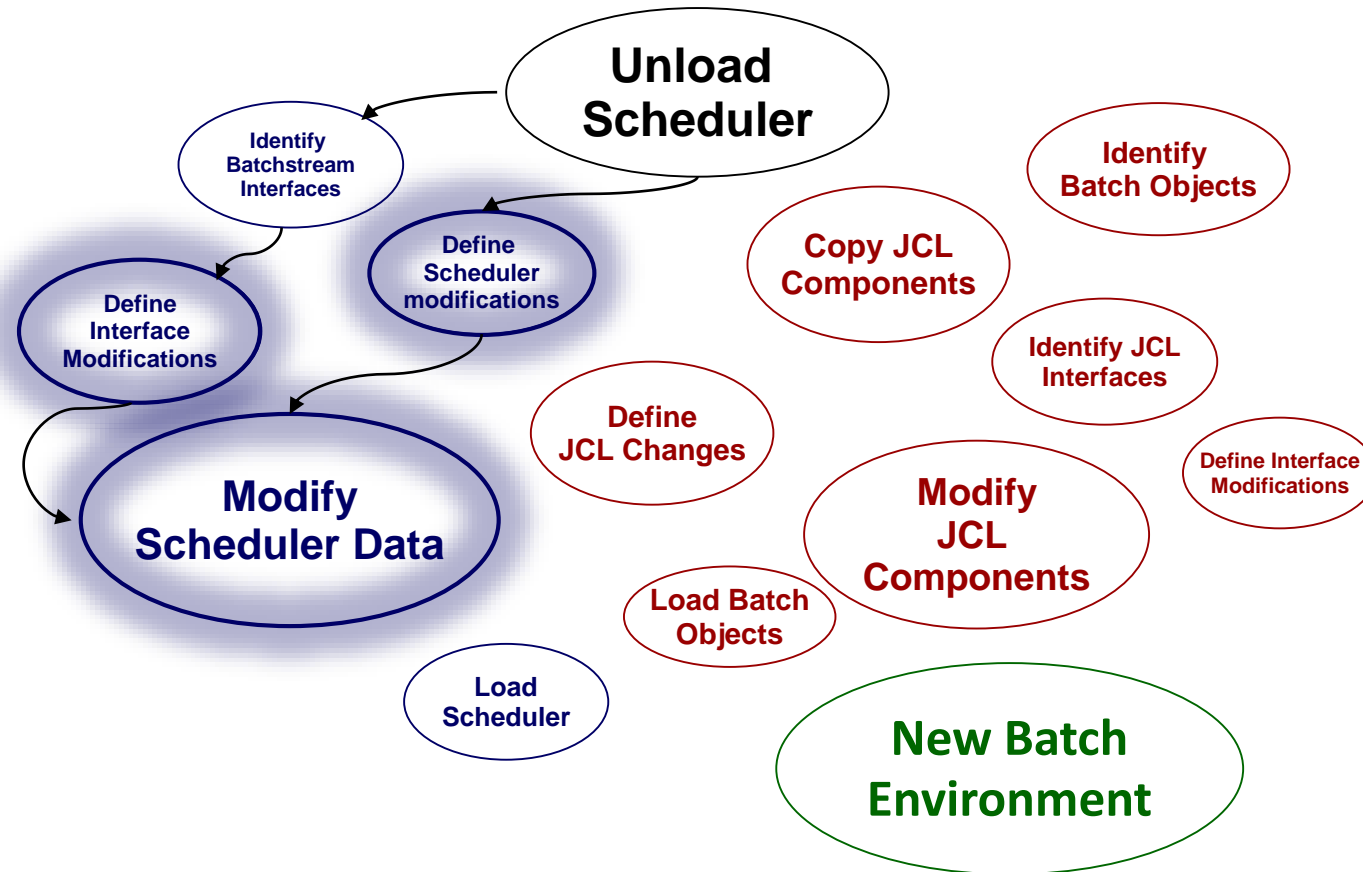 Unload
Scheduler
Identify
Batchstream
Interfaces
Identify
Batch Objects
Define
Scheduler
modifications
Copy JCL
Components
Define
Interface
Modifications
Identify JCL
Interfaces
Define
JCL Changes
Define Interface
Modifications
Modify
Scheduler Data
Modify
JCL
Components
Load Batch
Objects
Load
Scheduler
New Batch
Environment